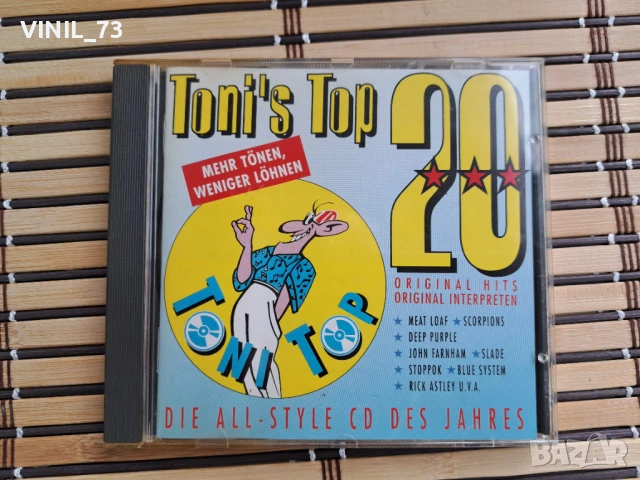 VINIL_73
Toni's Top 20
MEHR TÖNEN,
WENIGER LÖHNEN
TONI TOP
ORIGINAL HITS
ORIGINAL INTERPRETEN
★ MEAT LOAF ★ SCORPIONS
★ DEEP PURPLE
★ JOHN FARNHAM ★ SLADE
★ STOPPOK ★ BLUE SYSTEM
★ RICK ASTLEY U.V.A.
DIE ALL-STYLE CD DES JAHRES
BAZAR